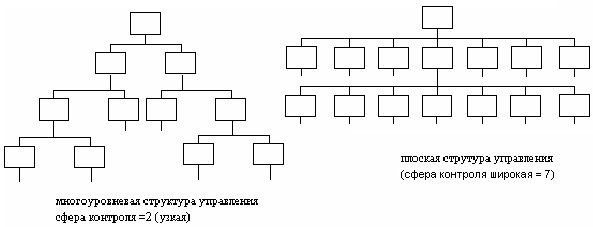 многоуровневая структура управления
сфера контроля =2 (узкая)
плоская струтура управления
(сфера контроля широкая = 7)